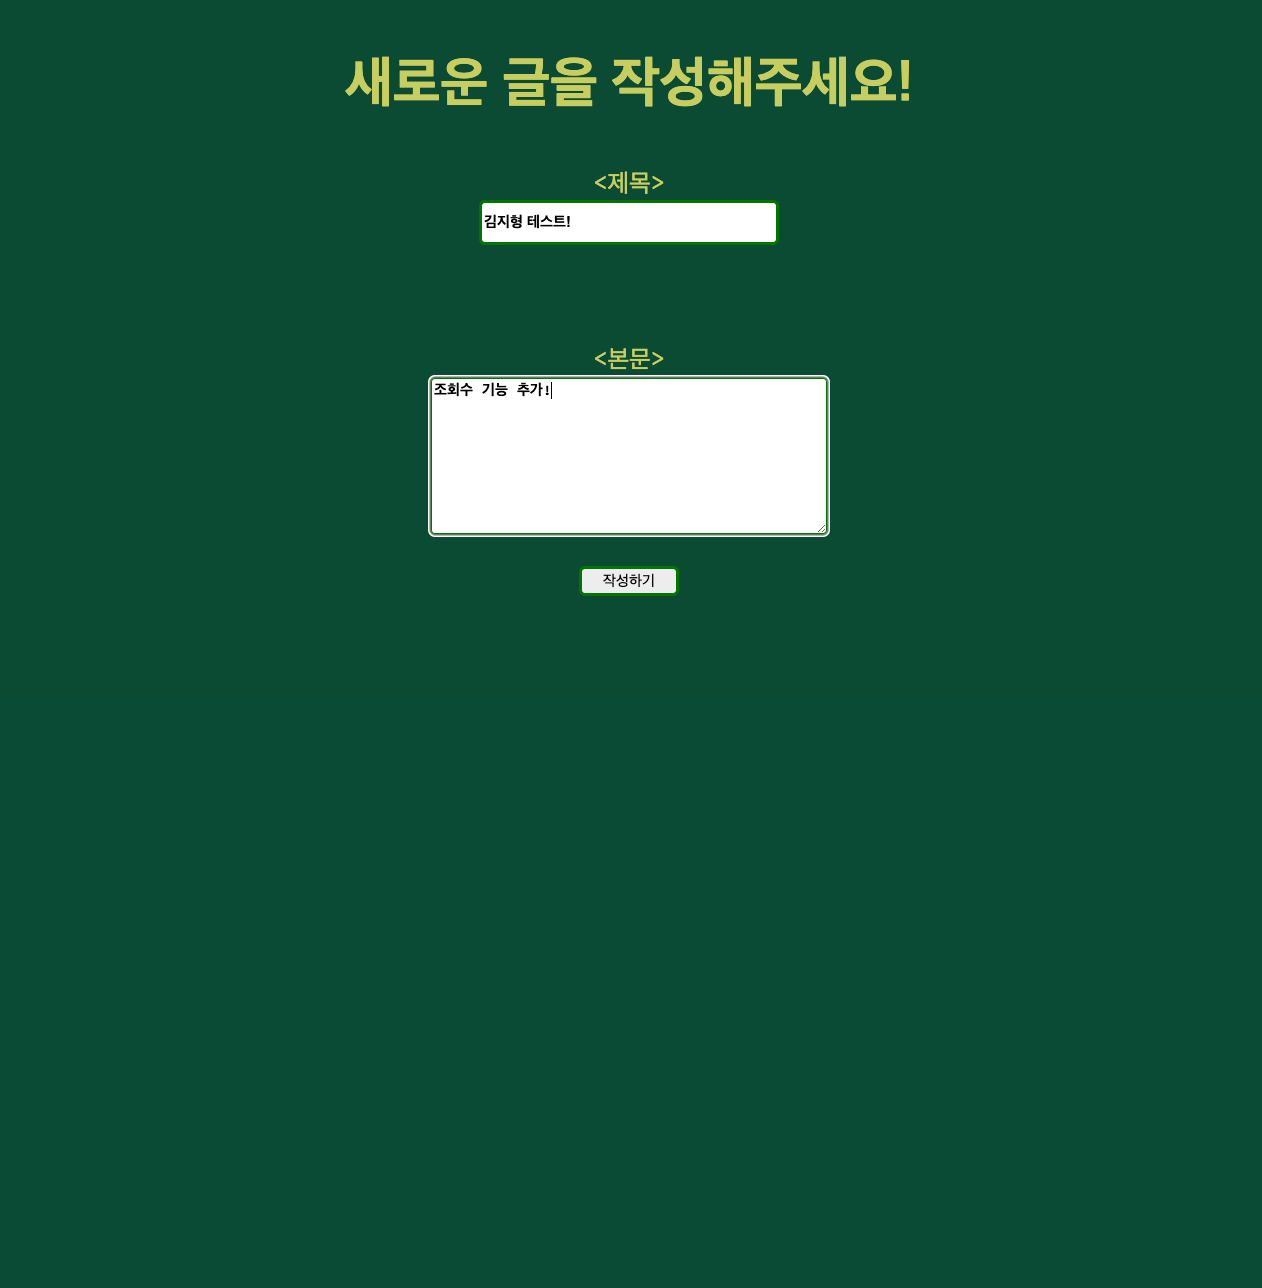 새로운 글을 작성해주세요!
<제목>
김지형 테스트!
<본문>
조회수 기능 추가!
작성하기